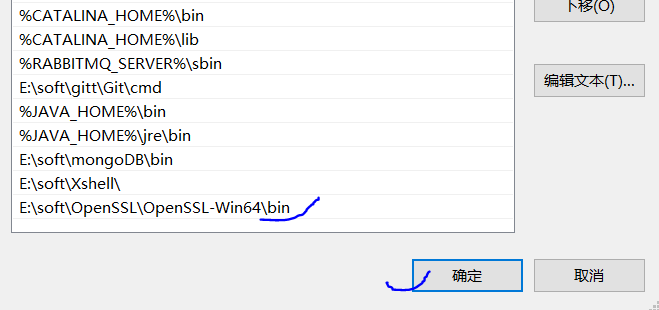 %CATALINA_HOME%\bin
下移(O)
%CATALINA_HOME%\lib
%RABBITMQ_SERVER%\sbin
编辑文本(T)...
E:\soft\gitt\Git\cmd
%JAVA_HOME%\bin
%JAVA_HOME%\jre\bin
E:\soft\mongoDB\bin
E:\soft\Xshell\
E:\soft\OpenSSL\OpenSSL-Win64\bin
确定
取消